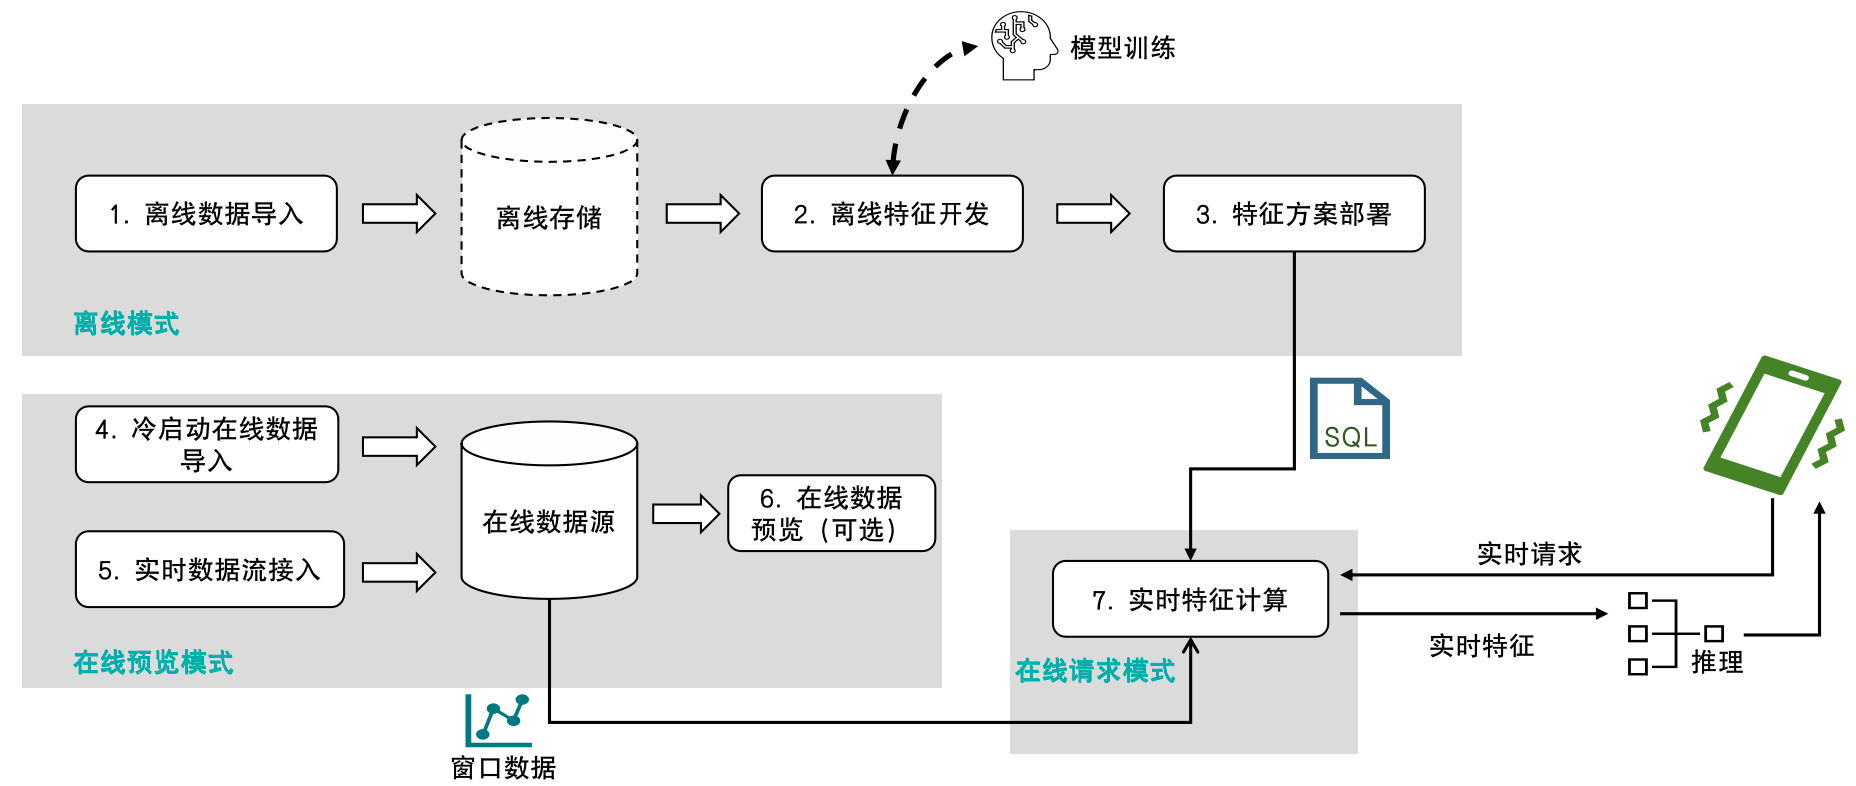 模型训练
1. 离线数据导入
离线存储
2. 离线特征开发
3. 特征方案部署
离线模式
SQL
4. 冷启动在线数据
导入
5. 实时数据流接入
在线数据源
6. 在线数据
预览（可选）
在线预览模式
窗口数据
7. 实时特征计算
在线请求模式
实时请求
实时特征
推理